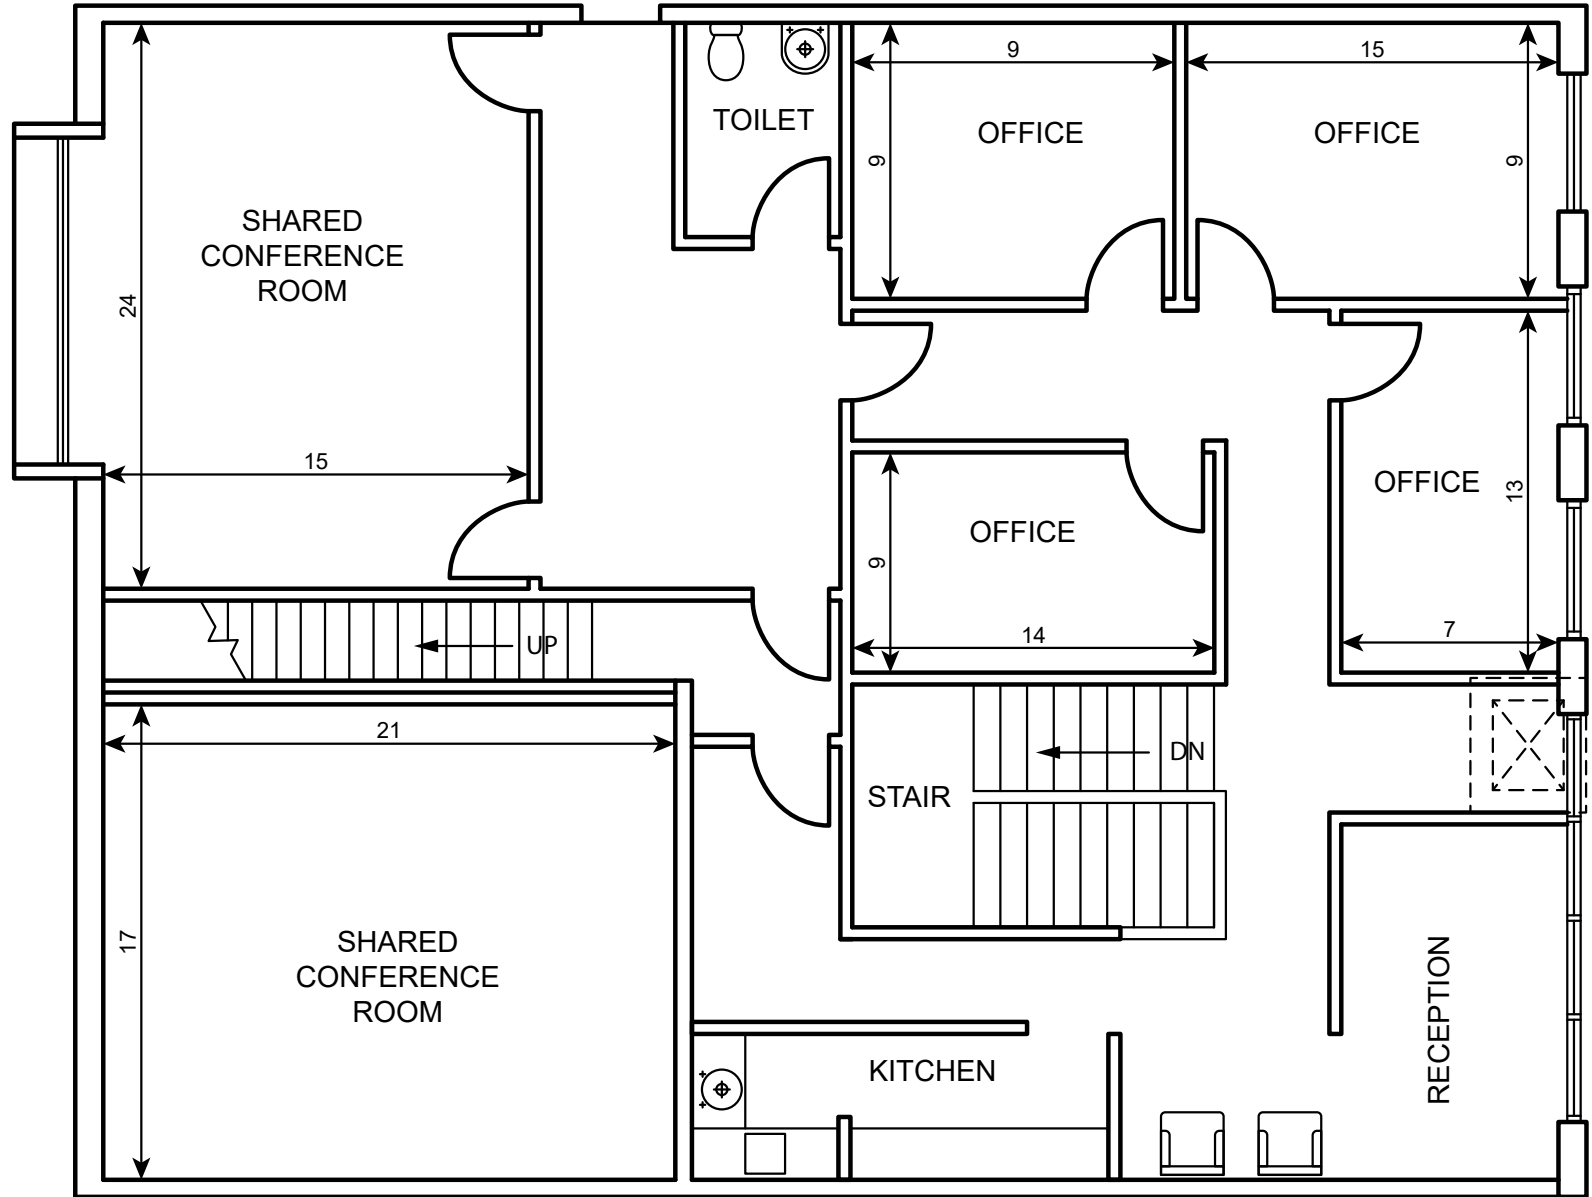 9
15
TOILET
OFFICE
OFFICE
9
9
SHARED
CONFERENCE
ROOM
24
15
OFFICE
13
OFFICE
9
14
7
UP
21
DN
STAIR
17
SHARED
CONFERENCE
ROOM
RECEPTION
KITCHEN